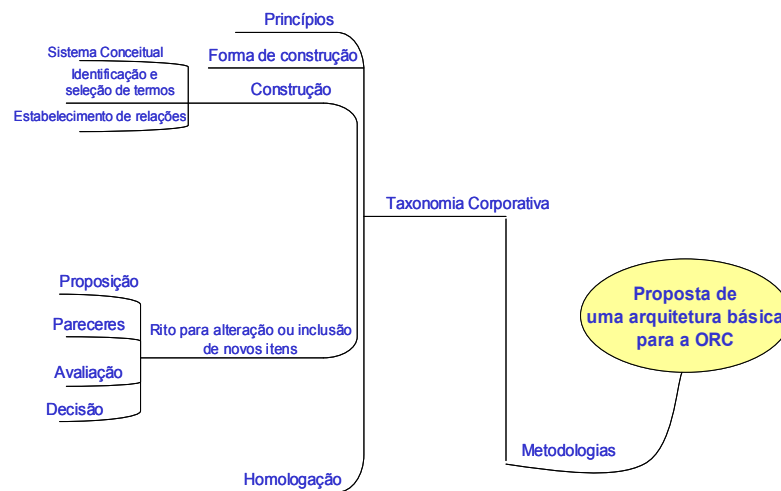 Princípios
Forma de construção
Sistema Conceitual
Identificação e
seleção de termos
Estabelecimento de relações
Construção
Taxonomia Corporativa
Proposição
Pareceres
Avaliação
Decisão
Rito para alteração ou inclusão
de novos itens
Homologação
Metodologias
Proposta de
uma arquitetura básica
para a ORC